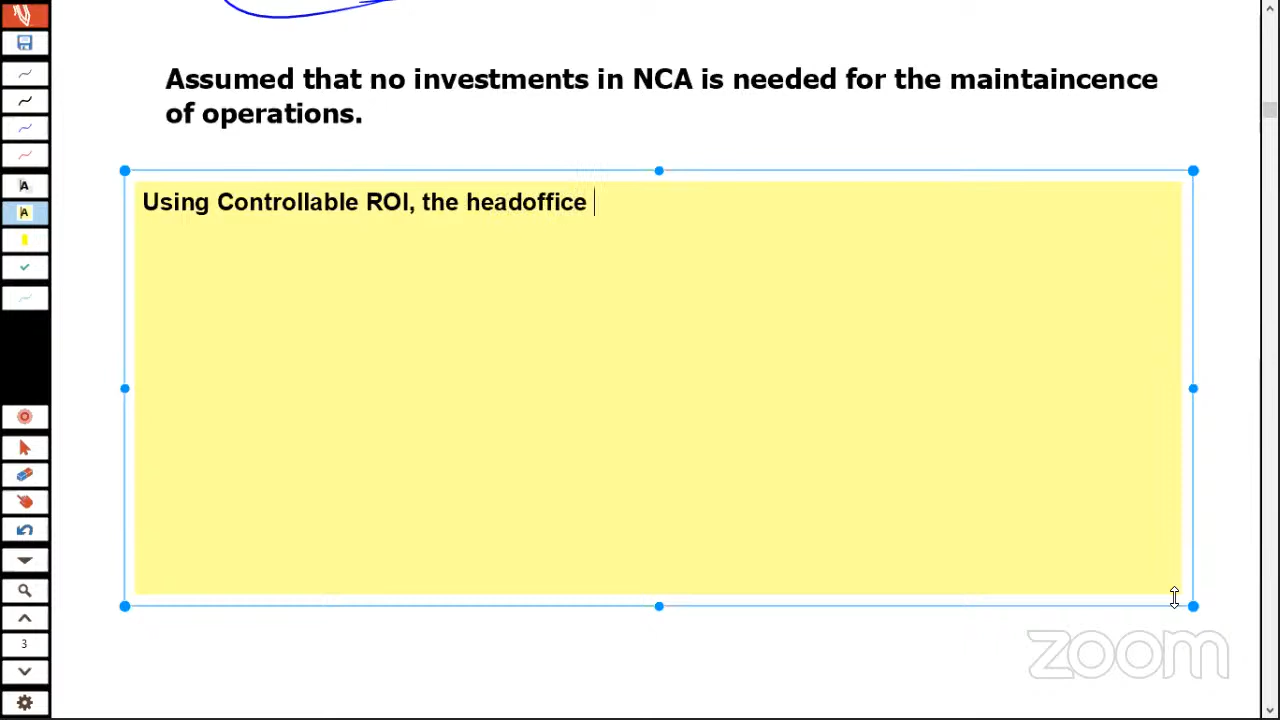 Assumed that no investments in NCA is needed for the maintaincence
of operations.
Using Controllable ROI, the headoffice
A
A
3
zoom